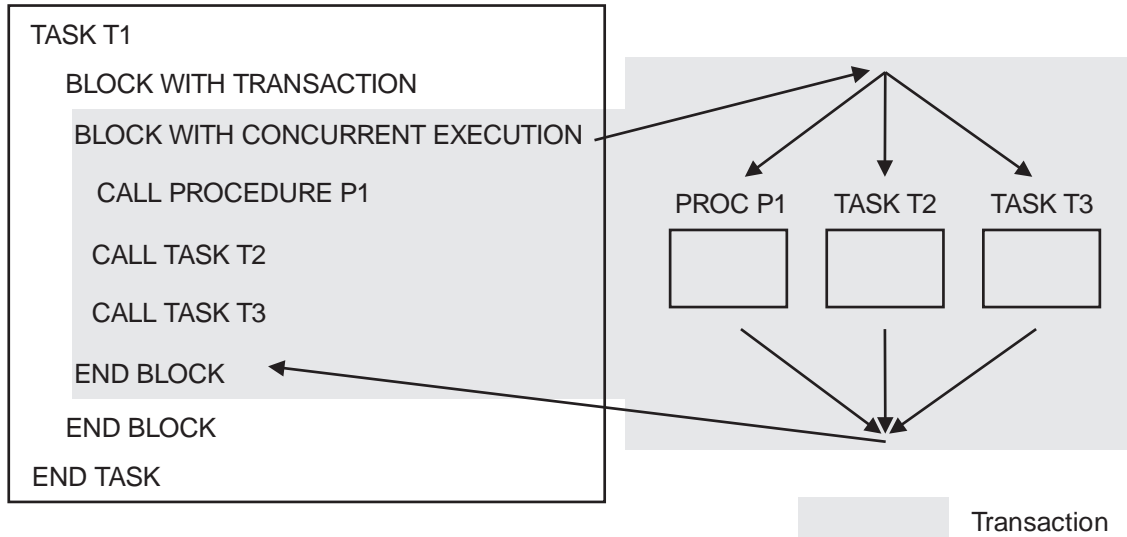 TASK T1
BLOCK WITH TRANSACTION
BLOCK WITH CONCURRENT EXECUTION
CALL PROCEDURE P1
CALL TASK T2
CALL TASK T3
END BLOCK
END BLOCK
END TASK
PROC P1 TASK T2 TASK T3
Transaction